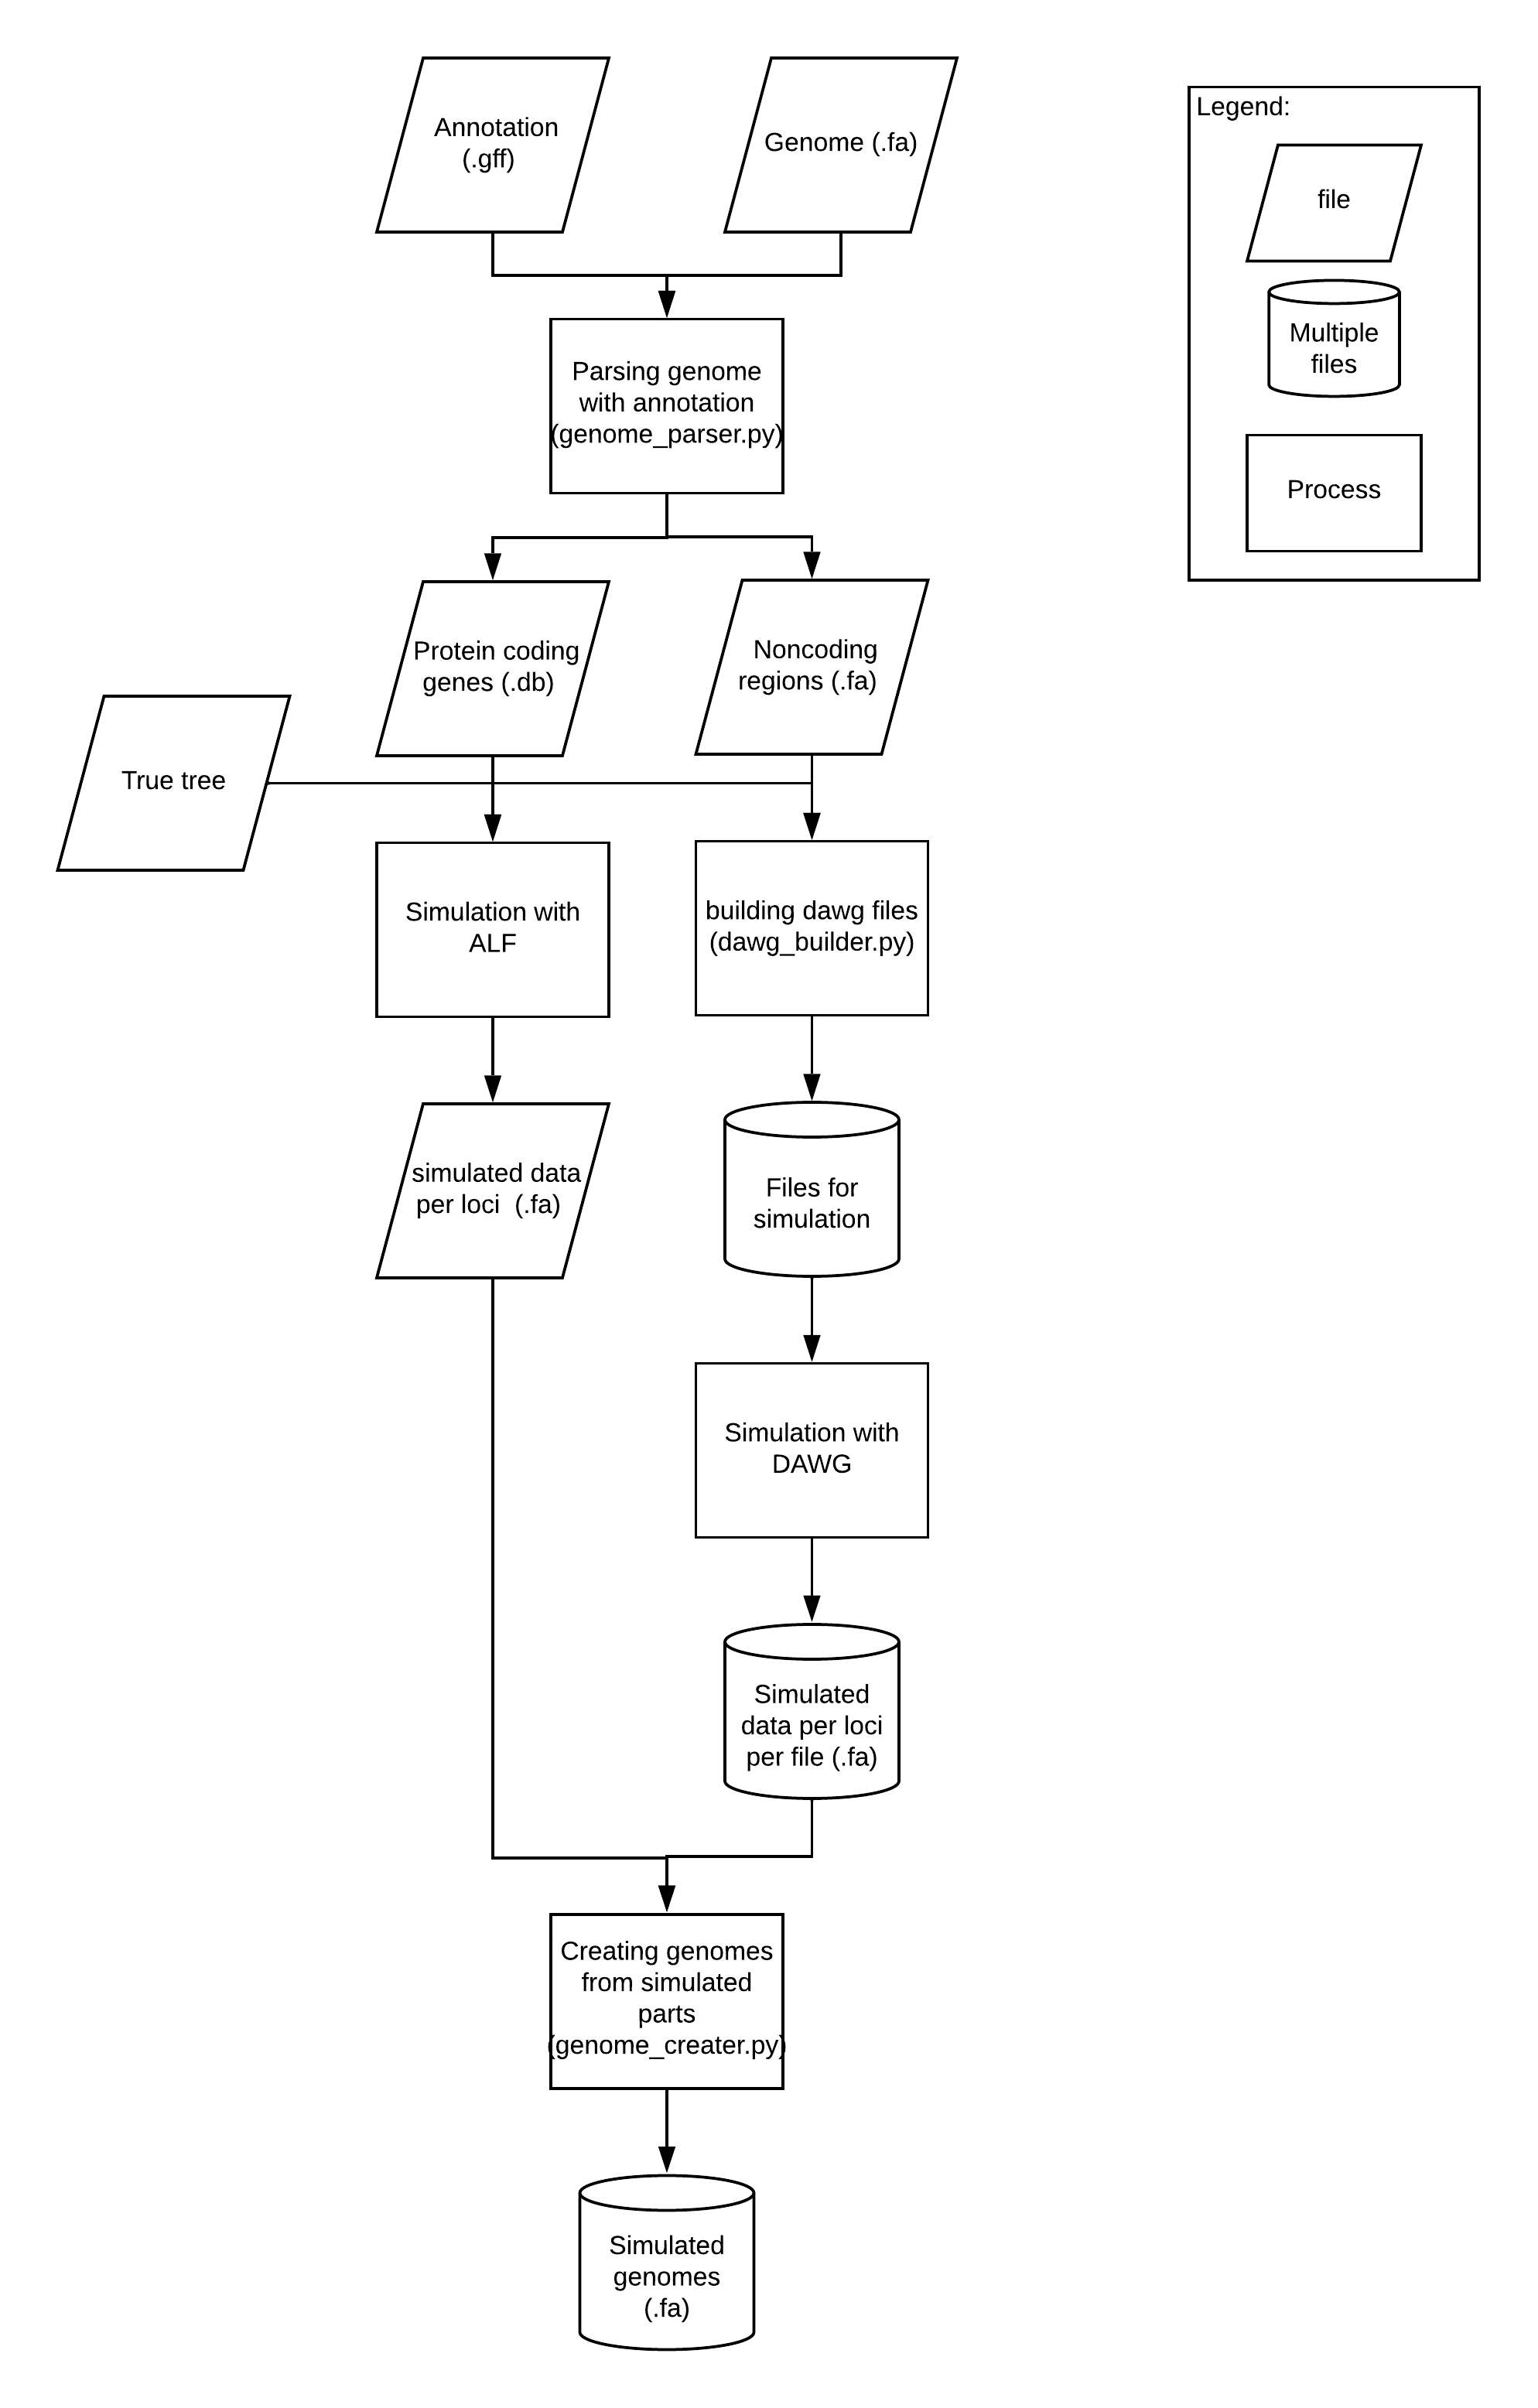 Annotation
(.gff)
Genome (.fa)
Legend:
file
Multiple
files
Process
Parsing genome
with annotation
(genome_parser.py)
Protein coding
genes (.db)
Noncoding
regions (.fa)
True tree
Simulation with
ALF
building dawg files
(dawg_builder.py)
simulated data
per loci  (.fa)
Files for
simulation
Simulation with
DAWG
Simulated
data per loci
per file (.fa)
Creating genomes
from simulated
parts
(genome_creater.py)
Simulated
genomes
(.fa)